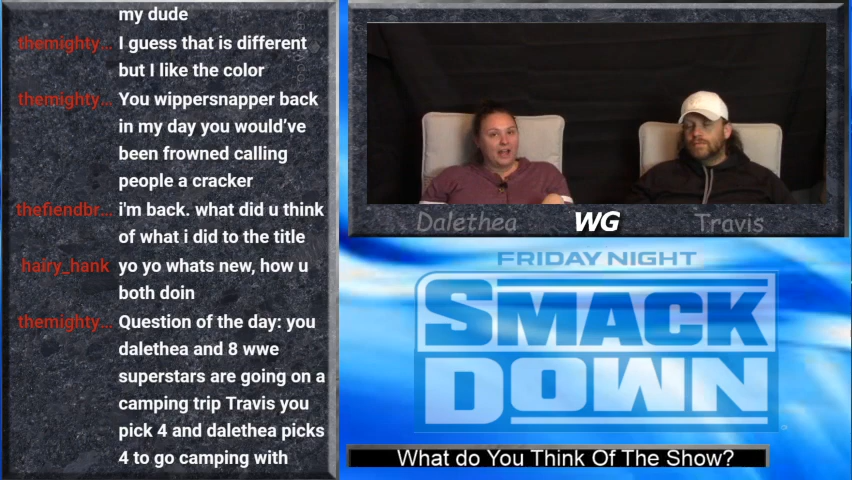 my dude
themighty... I guess that is different
but I like the color
themighty... You wippersnapper back
in my day you would've
been frowned calling
people a cracker
thefiendbr... i'm back. what did u think
of what i did to the title
hairy_hank yo yo whats new, how u
both doin
themighty... Question of the day: you
dalethea and 8 wwe
superstars are going on a
camping trip Travis you
pick 4 and dalethea picks
4 to go camping with
Dalethea WG Travis
FRIDAY NIGHT
SMACK
DOWN
What do You Think Of The Show?